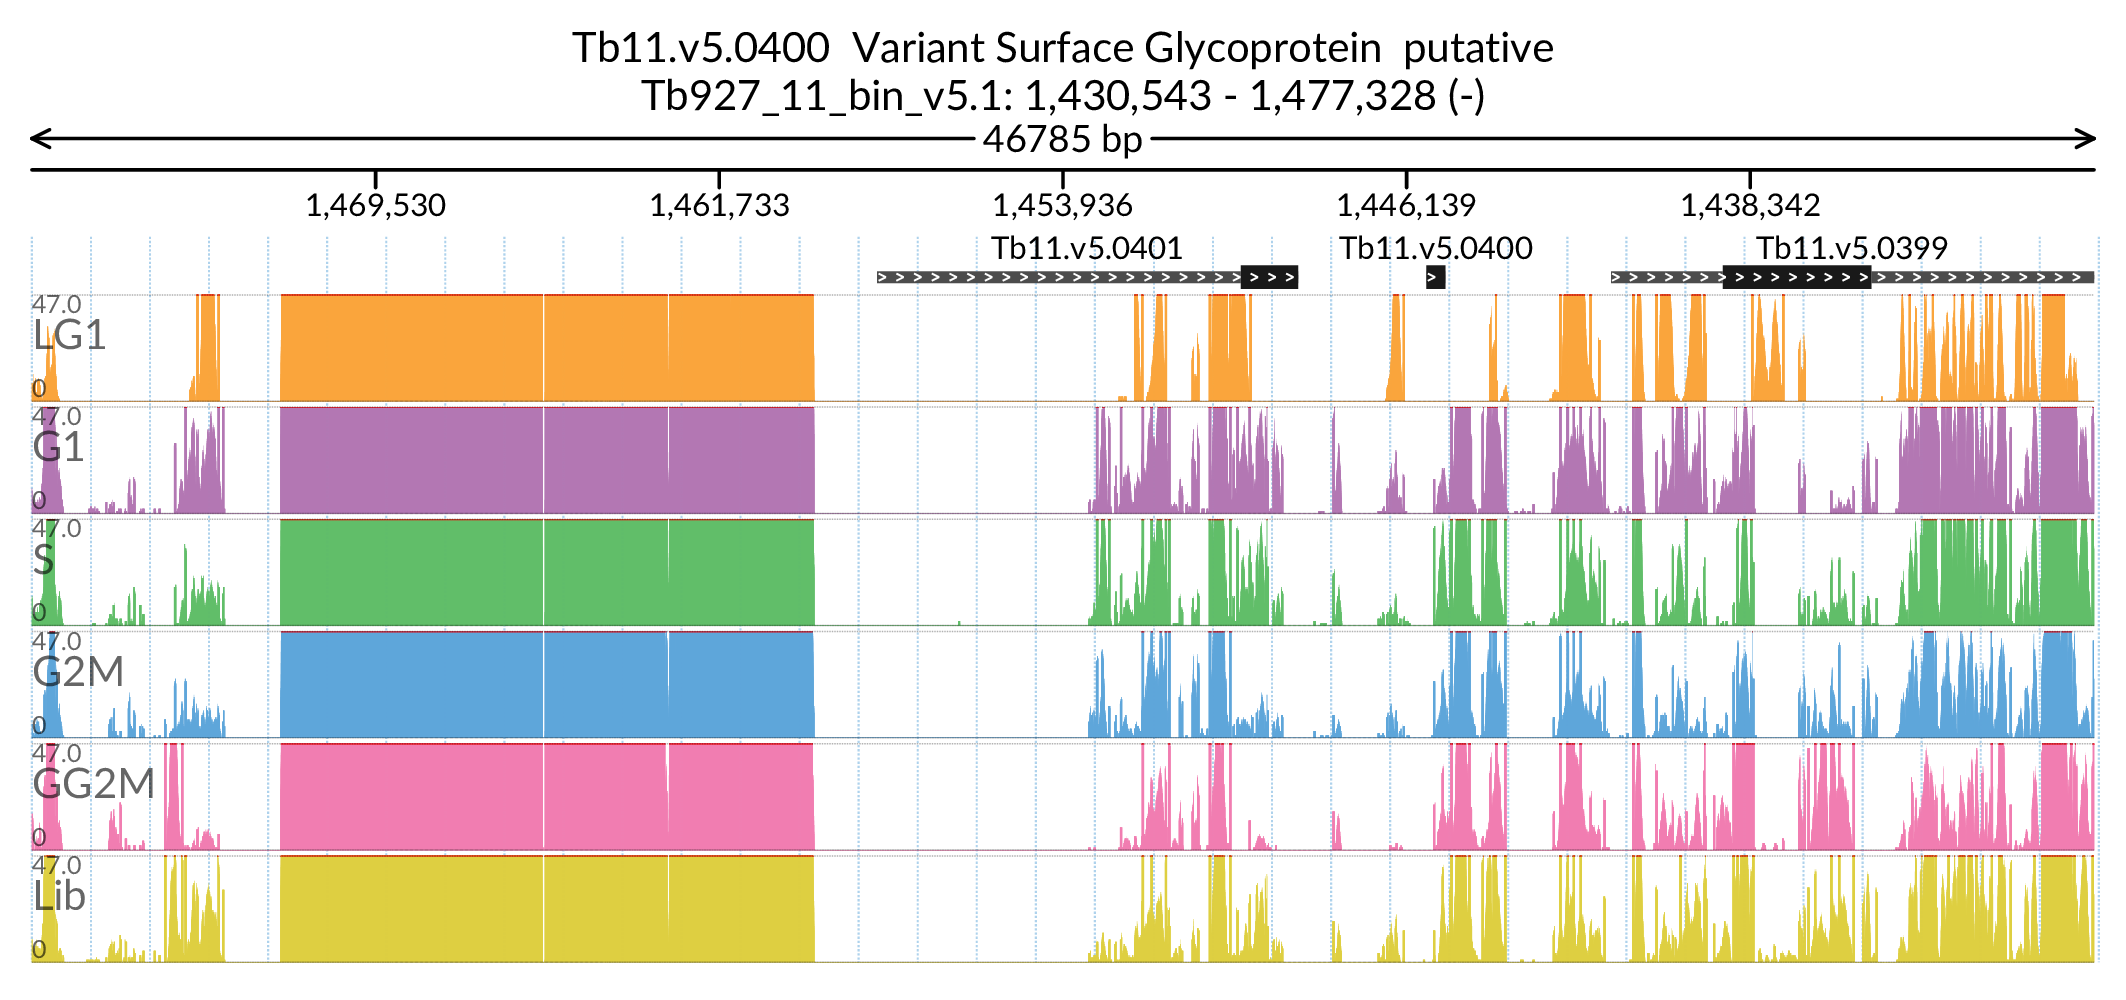 Tb11.v5.0400 Variant Surface Glycoprotein putative
Tb927_11_bin_v5.1: 1,430,543 - 1,477,328 (-)
46785 bp
1,469,530 1,461,733 1,453,936 1,446,139 1,438,342
Tb11.v5.0401 Tb11.v5.0400 Tb11.v5.0399
47.0
LG1
0
47.0
G1
0
47.0
S
0
47.0
G2M
0
47.0
GG2M
0
47.0
Lib
0